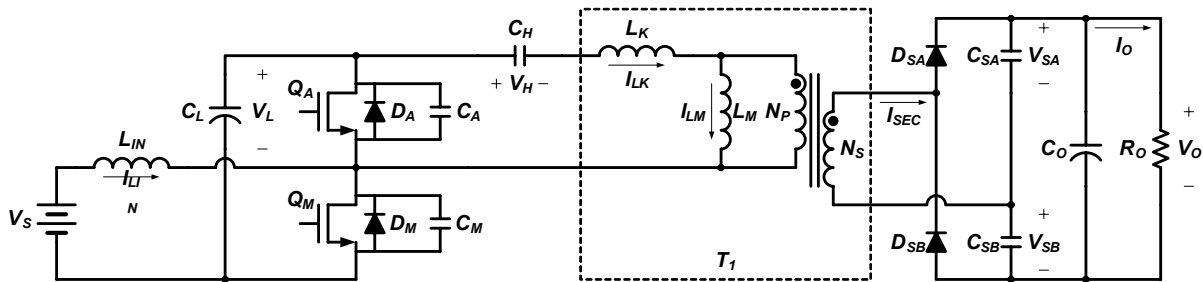 C_H
L_K
+ V_H −
I_LK
Q_A
D_A
C_A
C_L
+
V_L
−
L_IN
I_LI
N
V_S
Q_M
D_M
C_M
I_LM
L_M
N_P
N_S
T_1
I_SEC
D_SA
C_SA
+
V_SA
−
D_SB
C_SB
+
V_SB
−
I_O
C_O
R_O
+
V_O
−